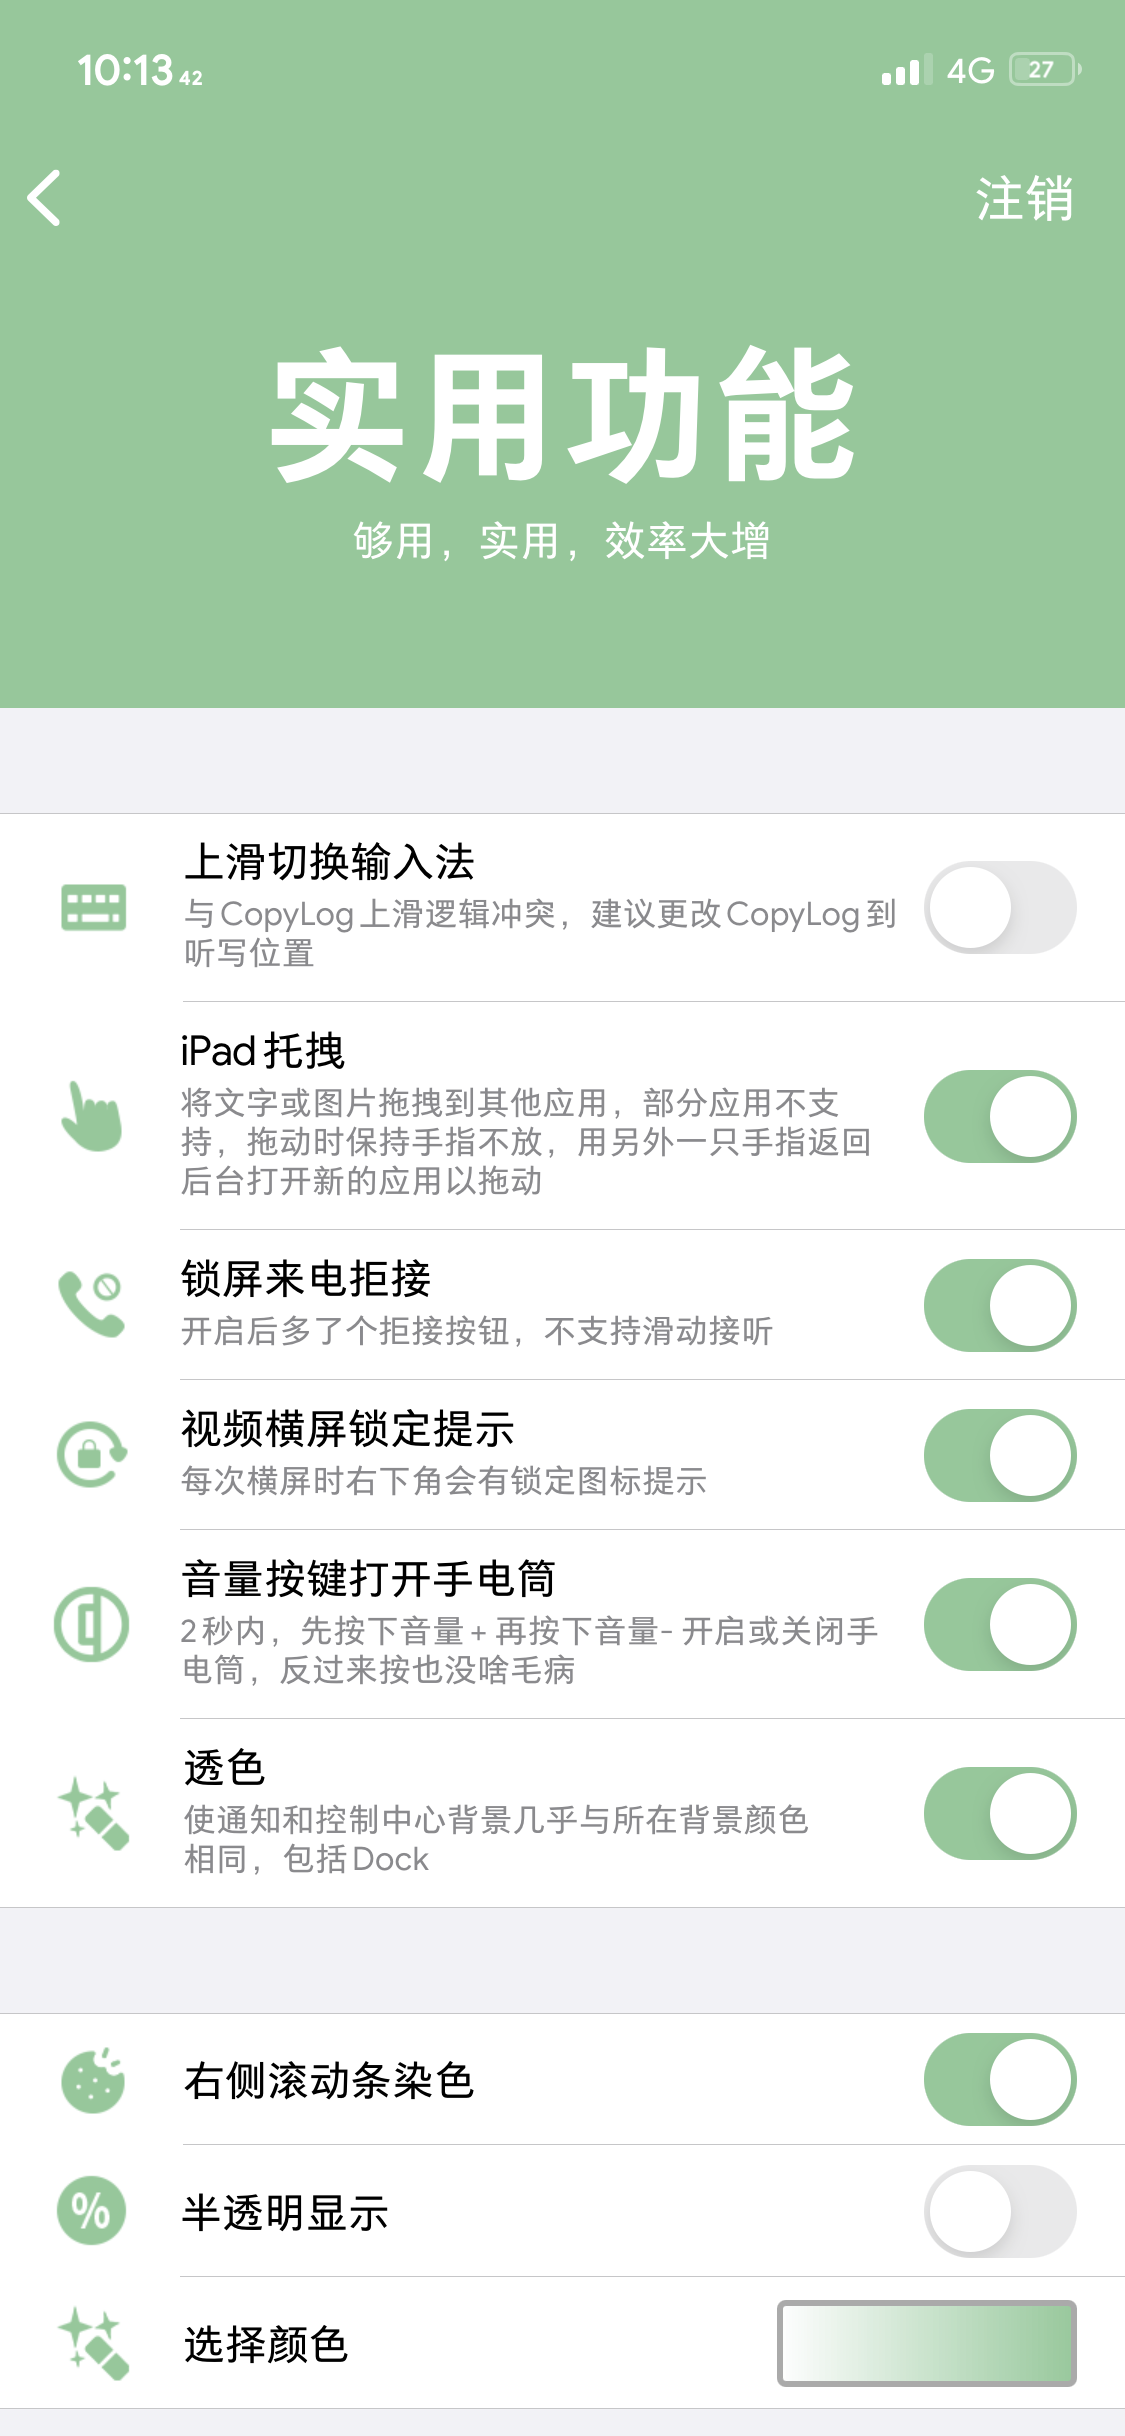 10:13 42
4G 27
注销
实用功能
够用，实用，效率大增
上滑切换输入法
与CopyLog上滑逻辑冲突，建议更改CopyLog到
听写位置
iPad托拽
将文字或图片拖拽到其他应用，部分应用不支
持，拖动时保持手指不放，用另外一只手指返回
后台打开新的应用以拖动
锁屏来电拒接
开启后多了个拒接按钮，不支持滑动接听
视频横屏锁定提示
每次横屏时右下角会有锁定图标提示
音量按键打开手电筒
2秒内，先按下音量+再按下音量- 开启或关闭手
电筒，反过来按也没啥毛病
透色
使通知和控制中心背景几乎与所在背景颜色
相同，包括Dock
右侧滚动条染色
%
半透明显示
选择颜色